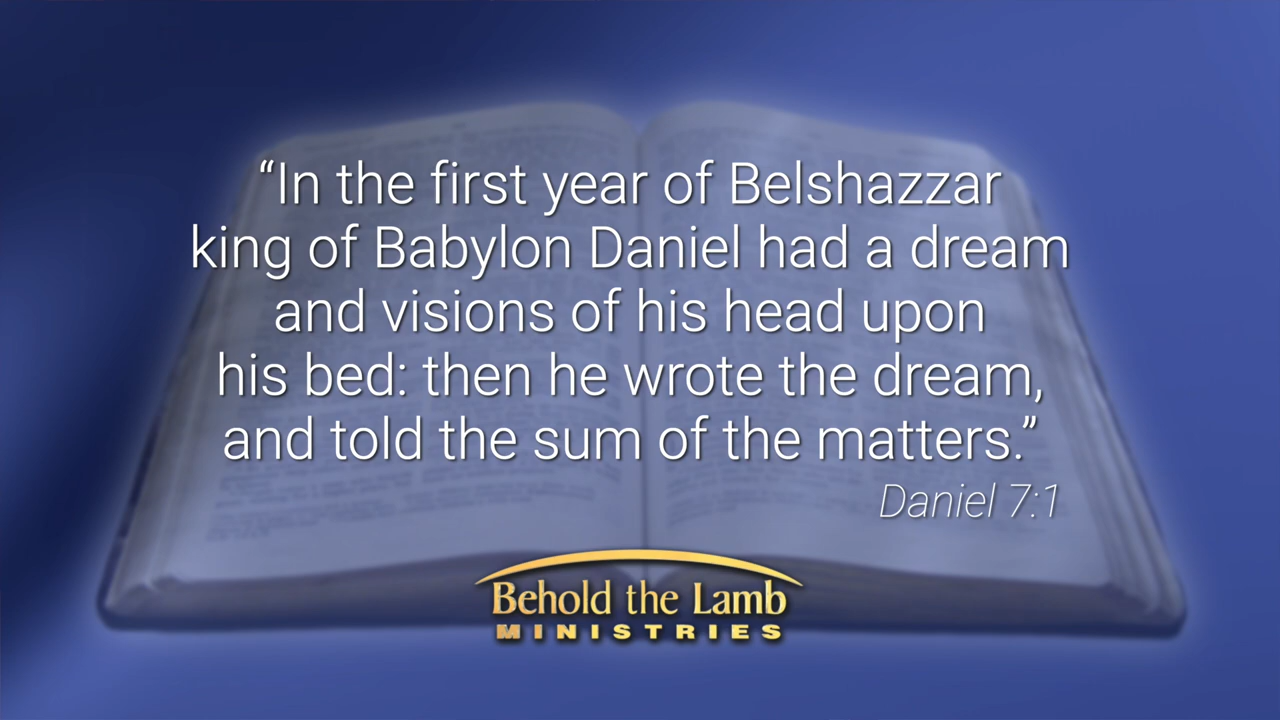 “In the first year of Belshazzar
king of Babylon Daniel had a dream
and visions of his head upon
his bed: then he wrote the dream,
and told the sum of the matters.”
Daniel 7:1
Behold the Lamb
MINISTRIES